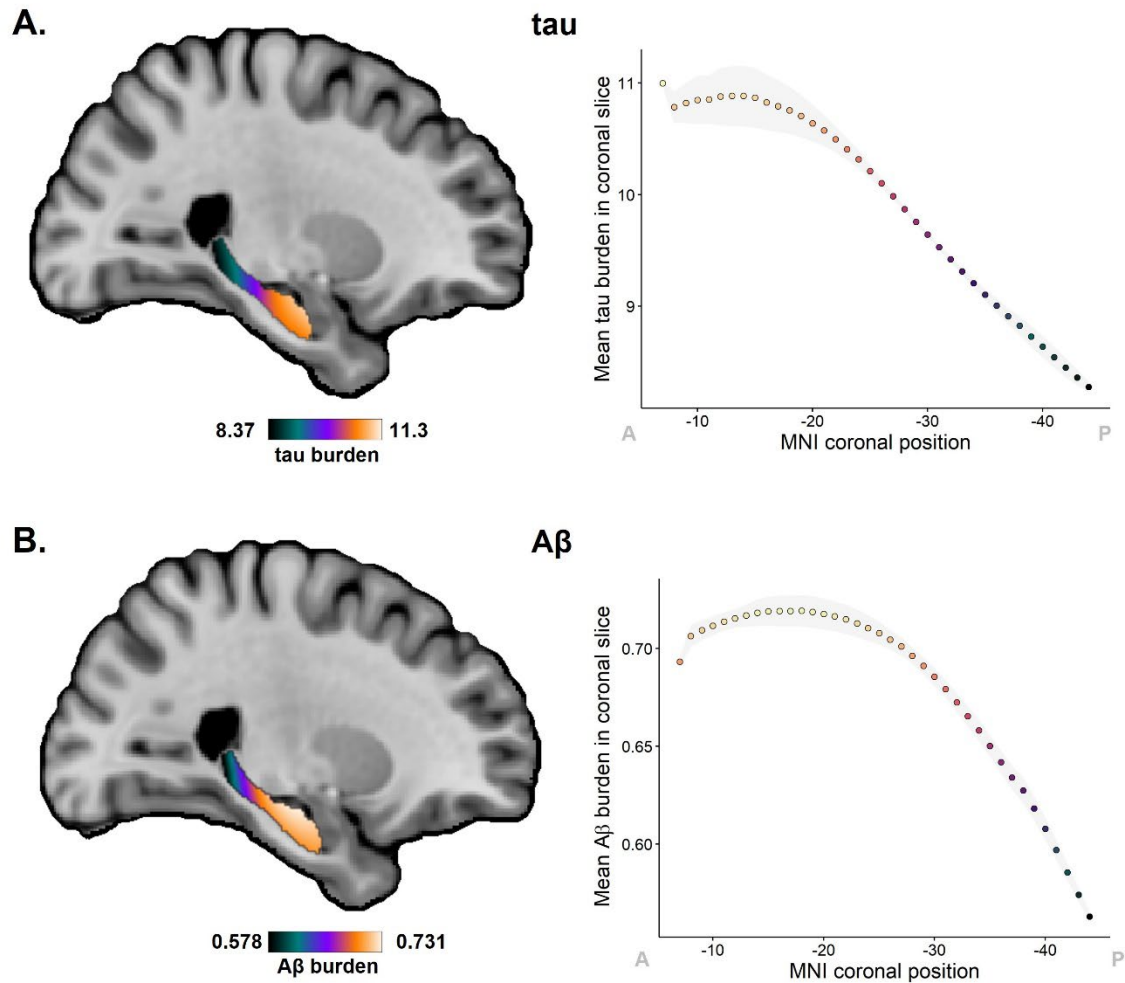 A.
tau
Mean tau burden in coronal slice
11
10
9
-10
-20
-30
-40
A
P
MNI coronal position
8.37
11.3
tau burden
B.
Aβ
Mean Aβ burden in coronal slice
0.70
0.65
0.60
-10
-20
-30
-40
A
P
MNI coronal position
0.578
0.731
Aβ burden